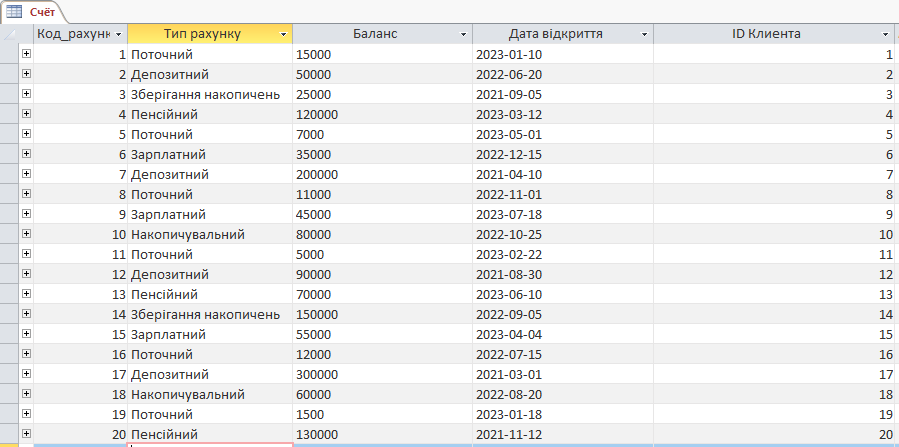 Счёт
Код_рахунк Тип рахунку Баланс Дата відкриття ID Клиента
1 Поточний 15000 2023-01-10 1
2 Депозитний 50000 2022-06-20 2
3 Зберігання накопичень 25000 2021-09-05 3
4 Пенсійний 120000 2023-03-12 4
5 Поточний 7000 2023-05-01 5
6 Зарплатний 35000 2022-12-15 6
7 Депозитний 200000 2021-04-10 7
8 Поточний 11000 2022-11-01 8
9 Зарплатний 45000 2023-07-18 9
10 Накопичувальний 80000 2022-10-25 10
11 Поточний 5000 2023-02-22 11
12 Депозитний 90000 2021-08-30 12
13 Пенсійний 70000 2023-06-10 13
14 Зберігання накопичень 150000 2022-09-05 14
15 Зарплатний 55000 2023-04-04 15
16 Поточний 12000 2022-07-15 16
17 Депозитний 300000 2021-03-01 17
18 Накопичувальний 60000 2022-08-20 18
19 Поточний 1500 2023-01-18 19
20 Пенсійний 130000 2021-11-12 20